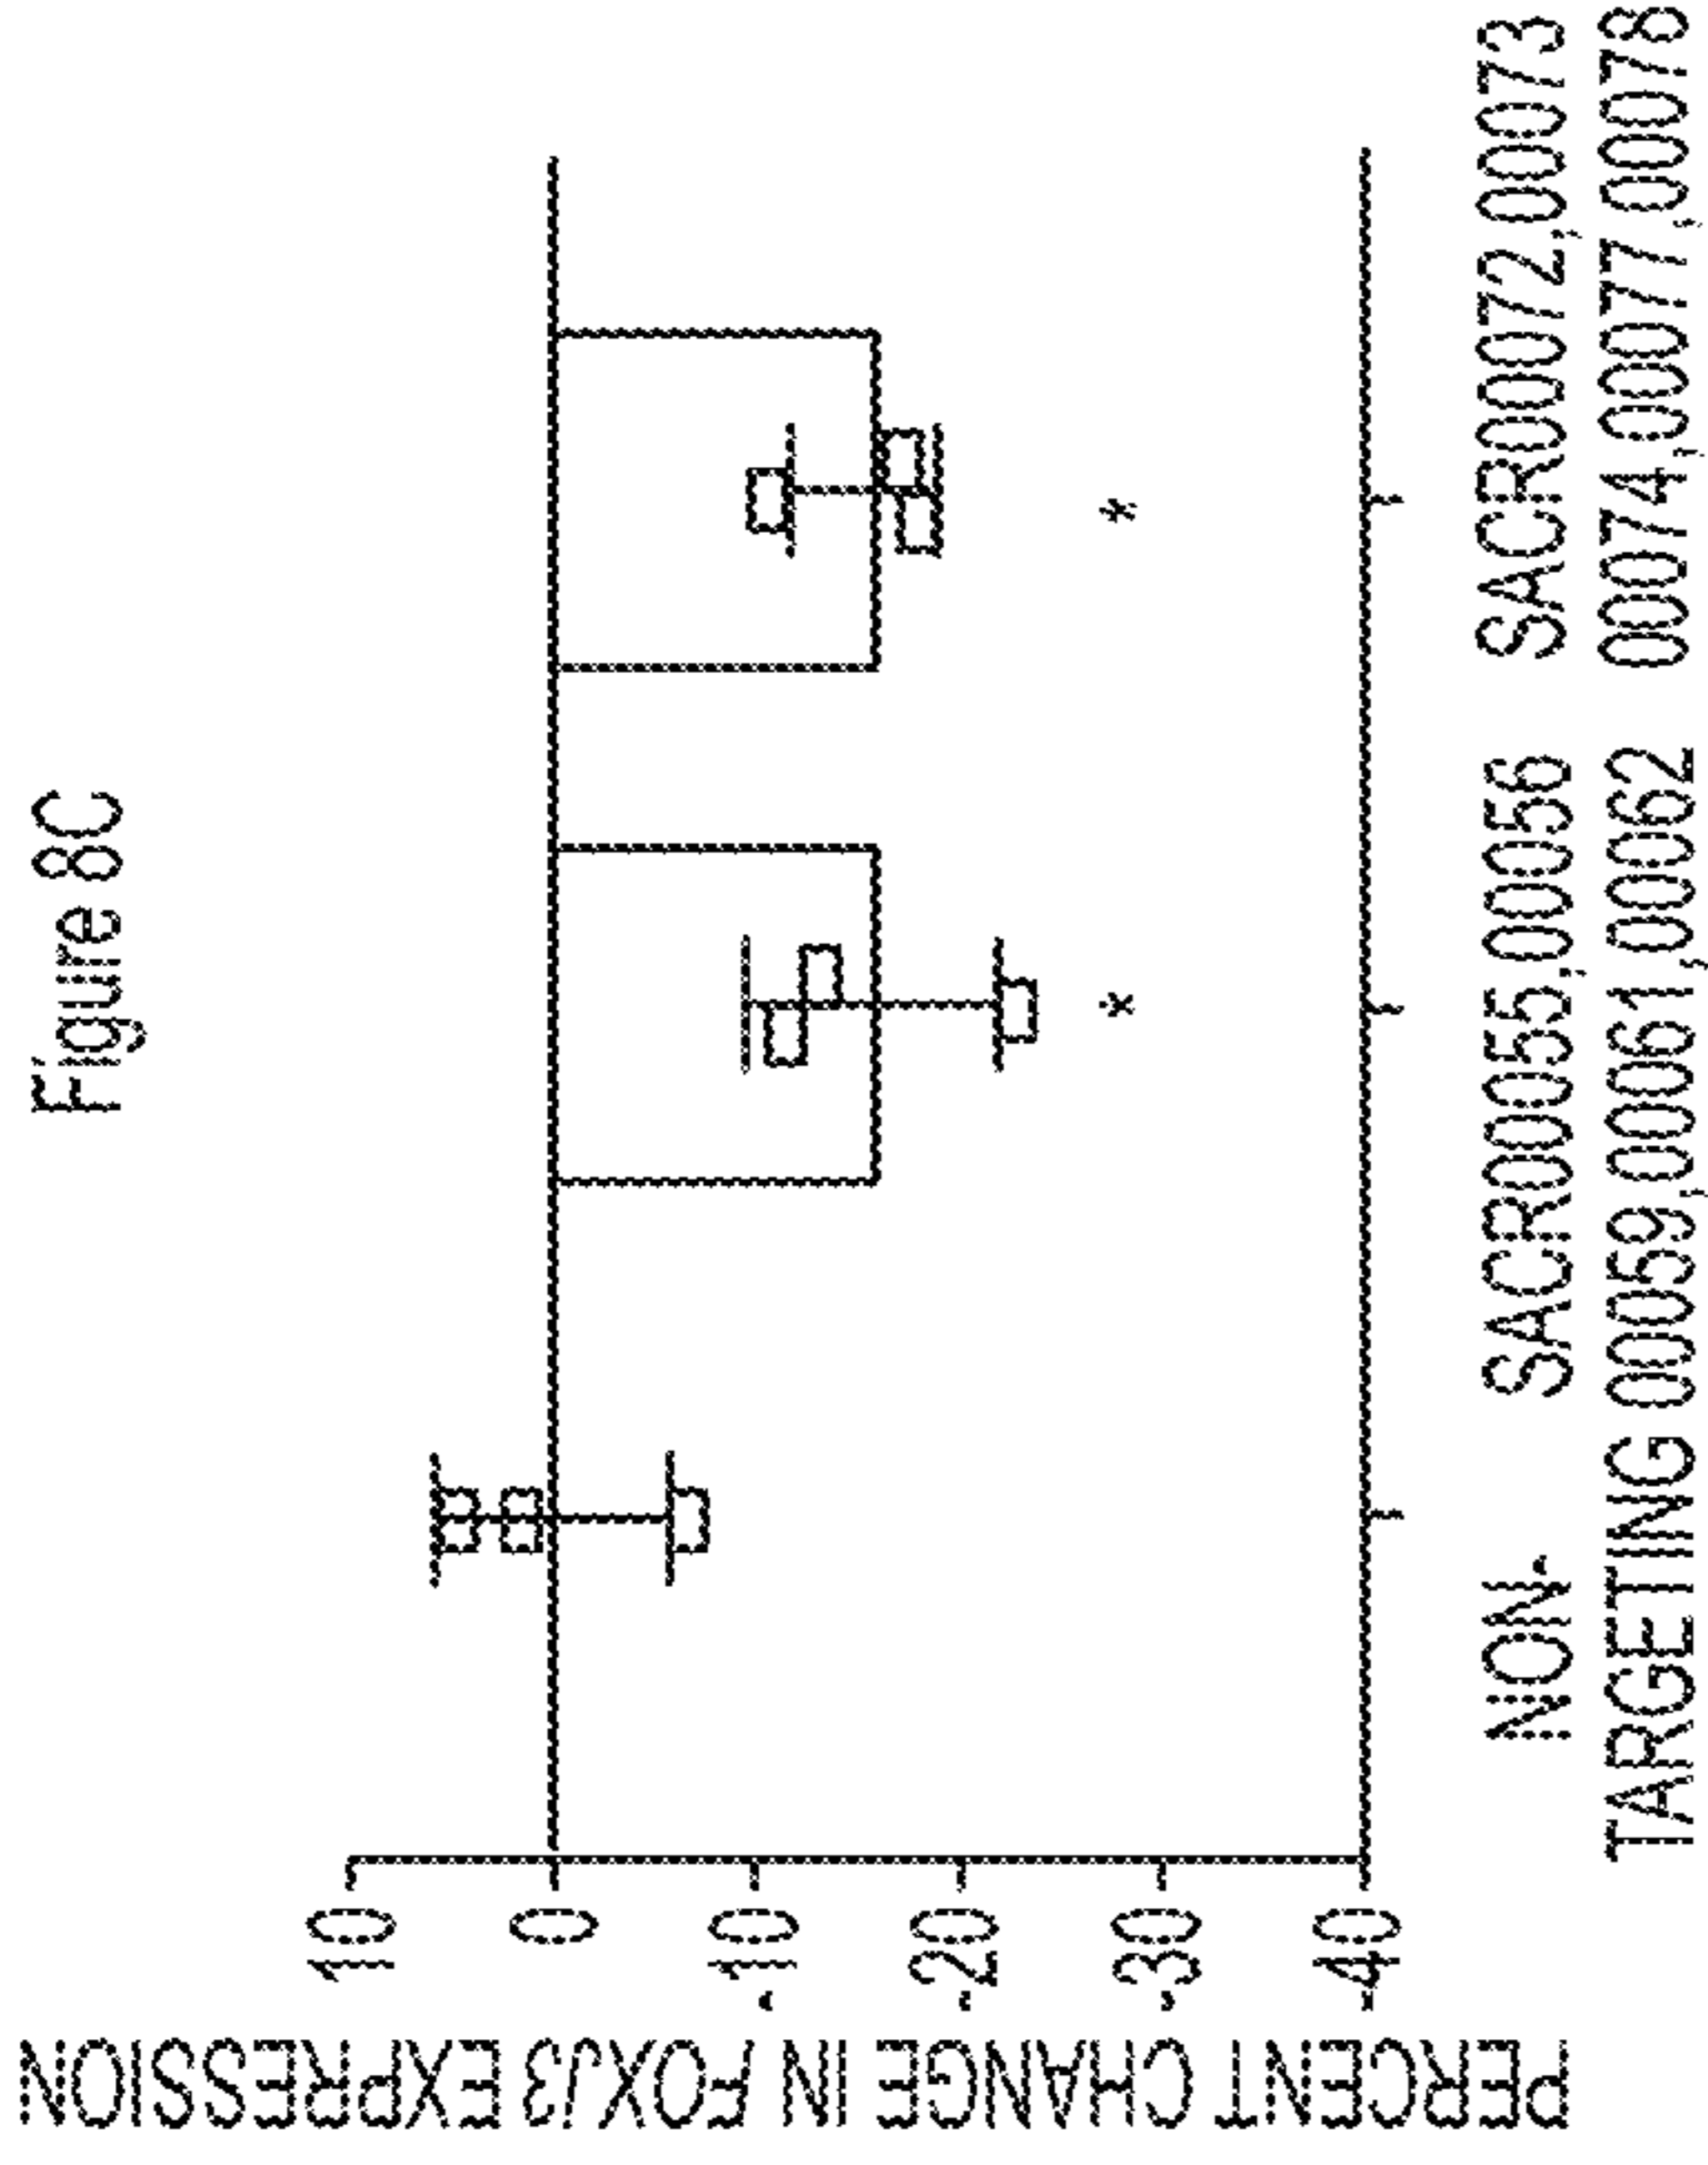 Figure 8C
PERCENT CHANGE IN FOXJ3 EXPRESSION
10
0
-10
-20
-30
-40
*
*
NON-
TARGETING
SACR00055,00056
00059,00061,00062
SACR00072,00073
00074,00077,00078